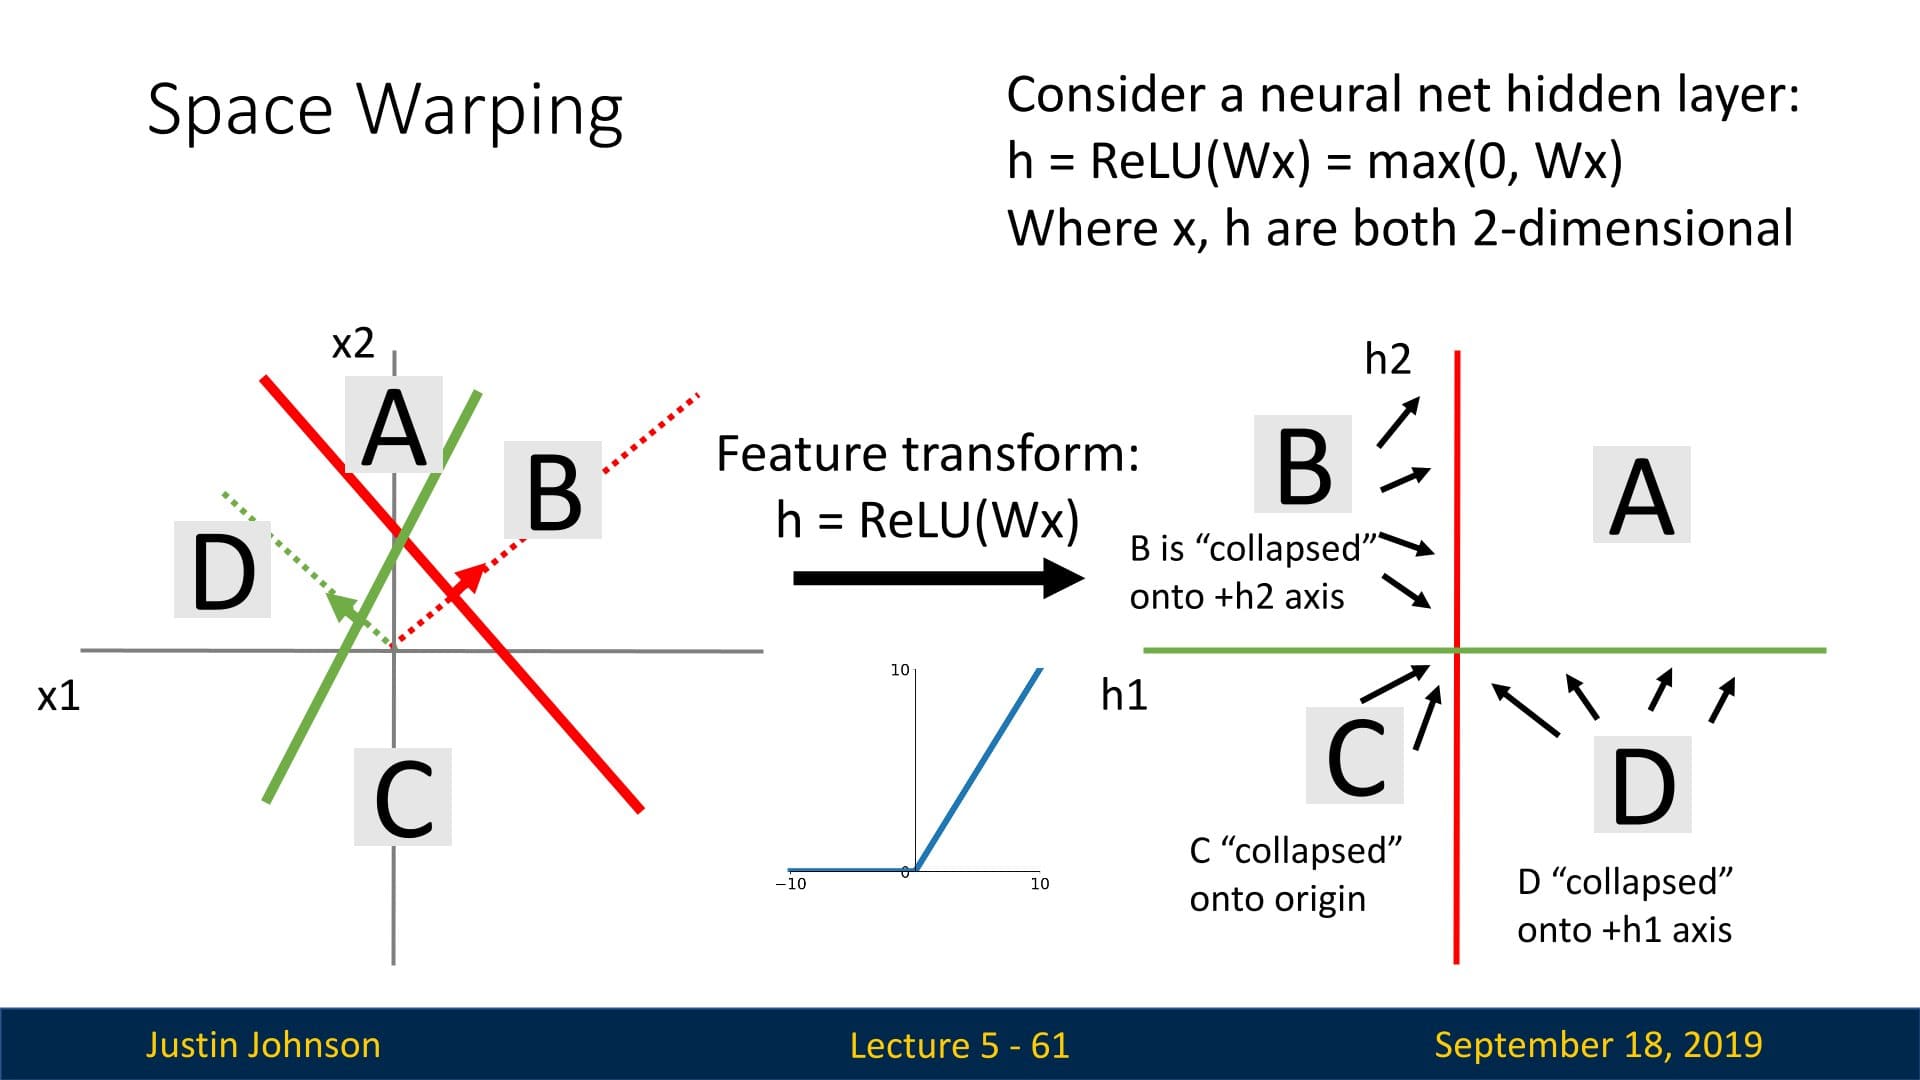 Space Warping
Consider a neural net hidden layer:
h = ReLU(Wx) = max(0, Wx)
Where x, h are both 2-dimensional
x2
A
B
D
x1
C
Feature transform:
h = ReLU(Wx)
10
0
−10
10
h2
B
A
B is “collapsed”
onto +h2 axis
h1
C
D
C “collapsed”
onto origin
D “collapsed”
onto +h1 axis
Justin Johnson
Lecture 5 - 61
September 18, 2019